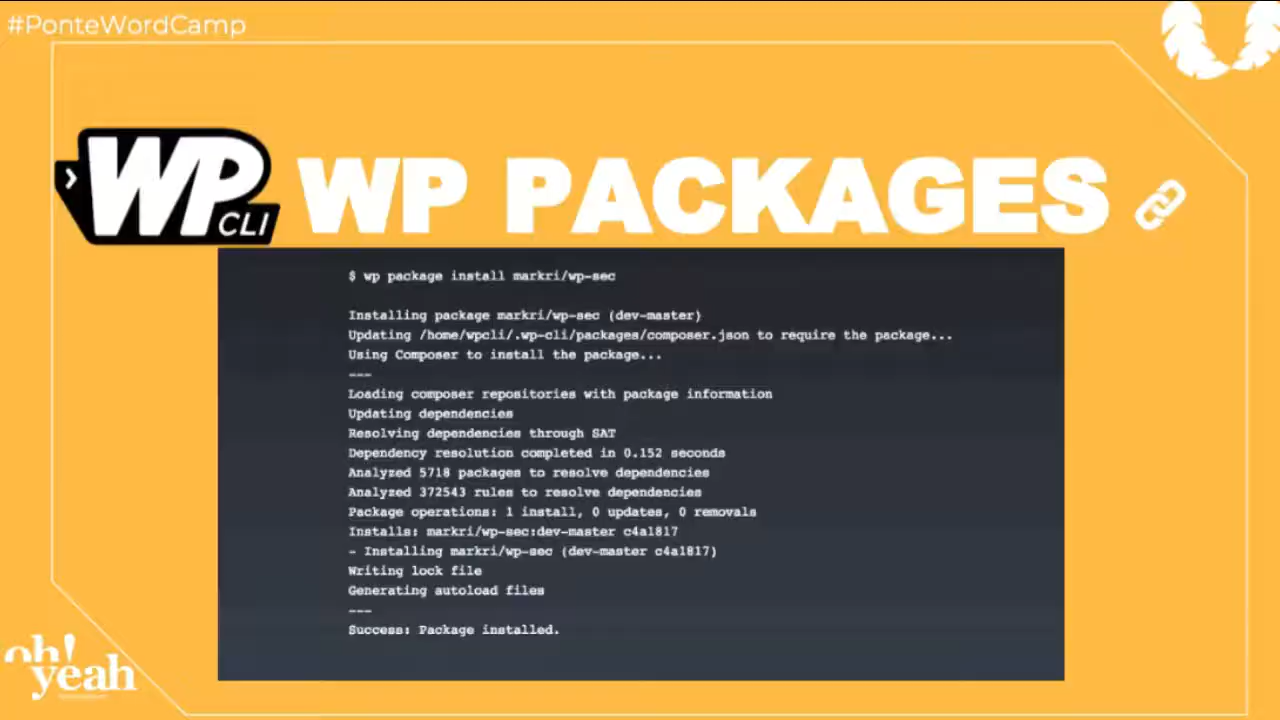 #PonteWordCamp
WP CLI
WP PACKAGES
$ wp package install markri/wp-sec
Installing package markri/wp-sec (dev-master)
Updating /home/wpcli/.wp-cli/packages/composer.json to require the package...
Using Composer to install the package...
---
Loading composer repositories with package information
Updating dependencies
Resolving dependencies through SAT
Dependency resolution completed in 0.152 seconds
Analyzed 5718 packages to resolve dependencies
Analyzed 372543 rules to resolve dependencies
Package operations: 1 install, 0 updates, 0 removals
Installs: markri/wp-sec:dev-master c4a1817
- Installing markri/wp-sec (dev-master c4a1817)
Writing lock file
Generating autoload files
---
Success: Package installed.
oh!
yeah